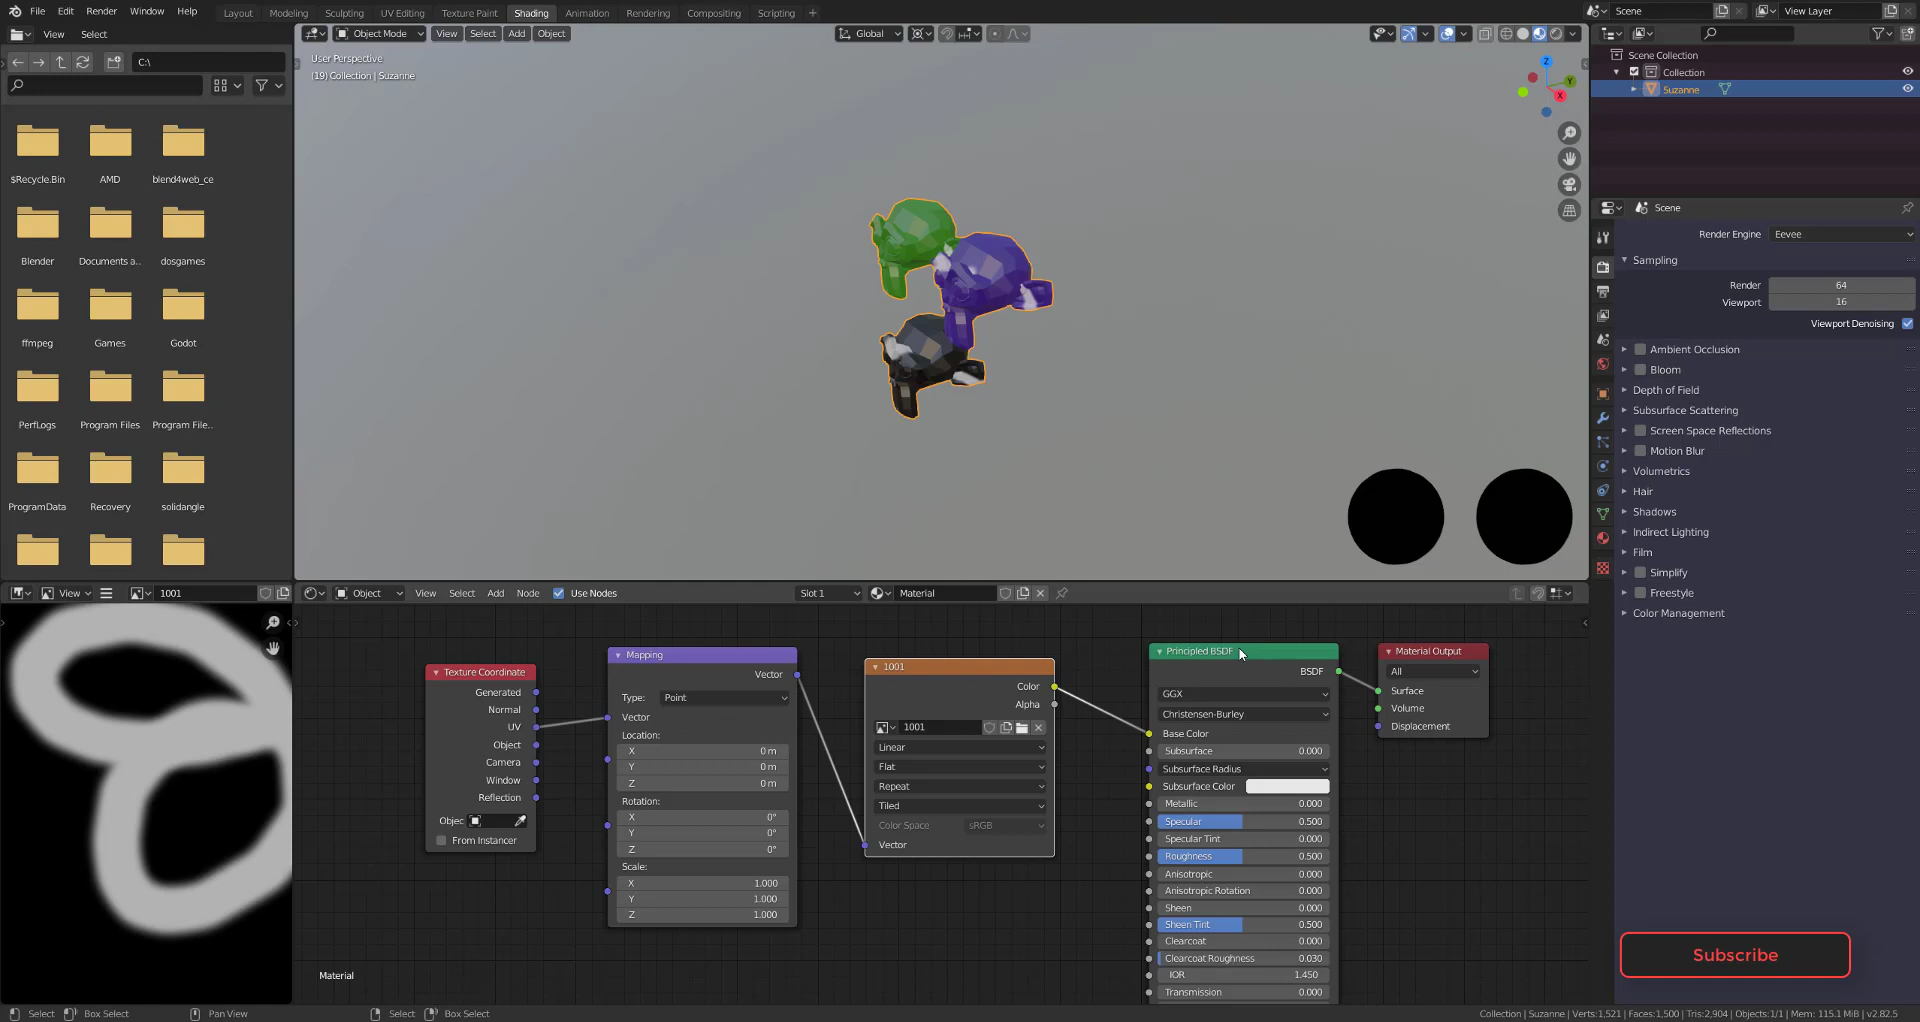 File Edit Render Window Help
Layout Modeling Sculpting UV Editing Texture Paint Shading Animation Rendering Compositing Scripting +
Scene View Layer
View Select
C:\
$Recycle.Bin AMD blend4web_ce
Blender Documents a.. dosgames
ffmpeg Games Godot
PerfLogs Program Files Program File..
ProgramData Recovery solidangle
Object Mode View Select Add Object Global
User Perspective
(19) Collection | Suzanne
Z Y X
Scene Collection
Collection
Suzanne
Scene
Render Engine Eevee
Sampling
Render 64
Viewport 16
Viewport Denoising
Ambient Occlusion
Bloom
Depth of Field
Subsurface Scattering
Screen Space Reflections
Motion Blur
Volumetrics
Hair
Shadows
Indirect Lighting
Film
Simplify
Freestyle
Color Management
View 1001
Object View Select Add Node Use Nodes Slot 1 Material
Texture Coordinate
Generated
Normal
UV
Object
Camera
Window
Reflection
Objec
From Instancer
Mapping
Vector
Type: Point
Vector
Location:
X 0 m
Y 0 m
Z 0 m
Rotation:
X 0°
Y 0°
Z 0°
Scale:
X 1.000
Y 1.000
Z 1.000
1001
Color
Alpha
1001
Linear
Flat
Repeat
Tiled
Color Space sRGB
Vector
Principled BSDF
BSDF
GGX
Christensen-Burley
Base Color
Subsurface 0.000
Subsurface Radius
Subsurface Color
Metallic 0.000
Specular 0.500
Specular Tint 0.000
Roughness 0.500
Anisotropic 0.000
Anisotropic Rotation 0.000
Sheen 0.000
Sheen Tint 0.500
Clearcoat 0.000
Clearcoat Roughness 0.030
IOR 1.450
Transmission 0.000
Material Output
All
Surface
Volume
Displacement
Material
Subscribe
Select Box Select Pan View Select Box Select
Collection | Suzanne | Verts:1,521 | Faces:1,500 | Tris:2,904 | Objects:1/1 | Mem: 115.1 MiB | v2.82.5